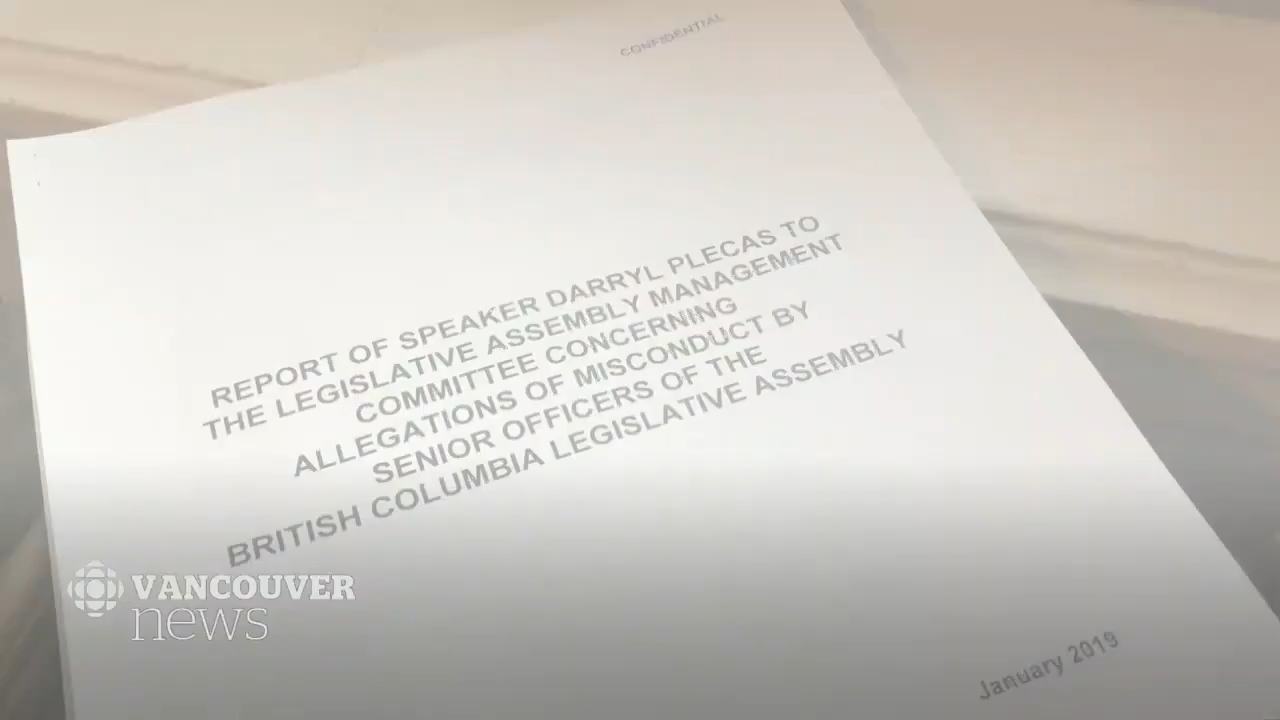 CONFIDENTIAL
REPORT OF SPEAKER DARRYL PLECAS TO
THE LEGISLATIVE ASSEMBLY MANAGEMENT
COMMITTEE CONCERNING
ALLEGATIONS OF MISCONDUCT BY
SENIOR OFFICERS OF THE
BRITISH COLUMBIA LEGISLATIVE ASSEMBLY
January 2019
VANCOUVER
news